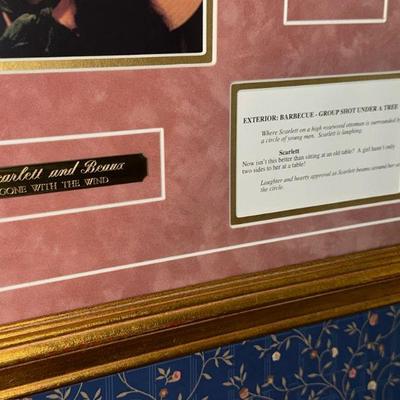 EXTERIOR: BARBECUE - GROUP SHOT UNDER A TREE
Where Scarlett on a high rosewood ottoman is surrounded by
a circle of young men. Scarlett is laughing.
Scarlett
Now isn't this better than sitting at an old table? A girl hasn't only
two sides to her at a table!
Laughter and hearty approval as Scarlett beams around her at
the circle.
Scarlett and Beaux
GONE WITH THE WIND